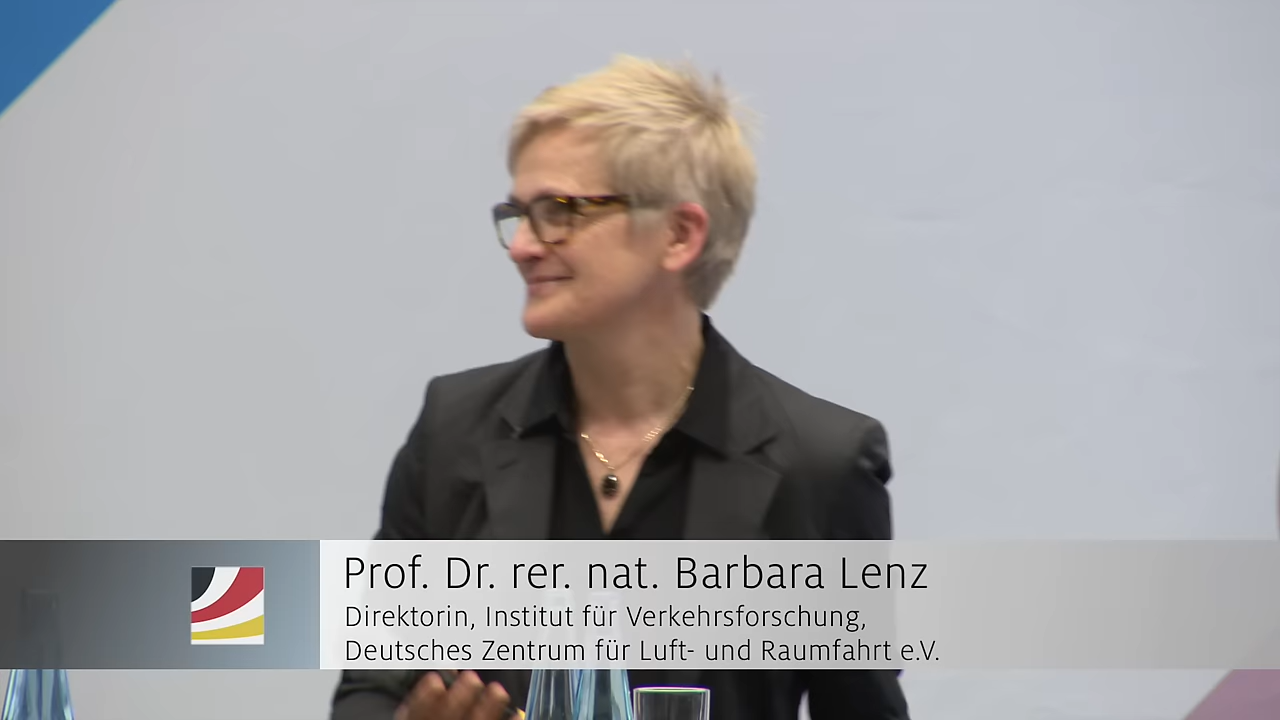 Prof. Dr. rer. nat. Barbara Lenz
Direktorin, Institut für Verkehrsforschung,
Deutsches Zentrum für Luft- und Raumfahrt e.V.